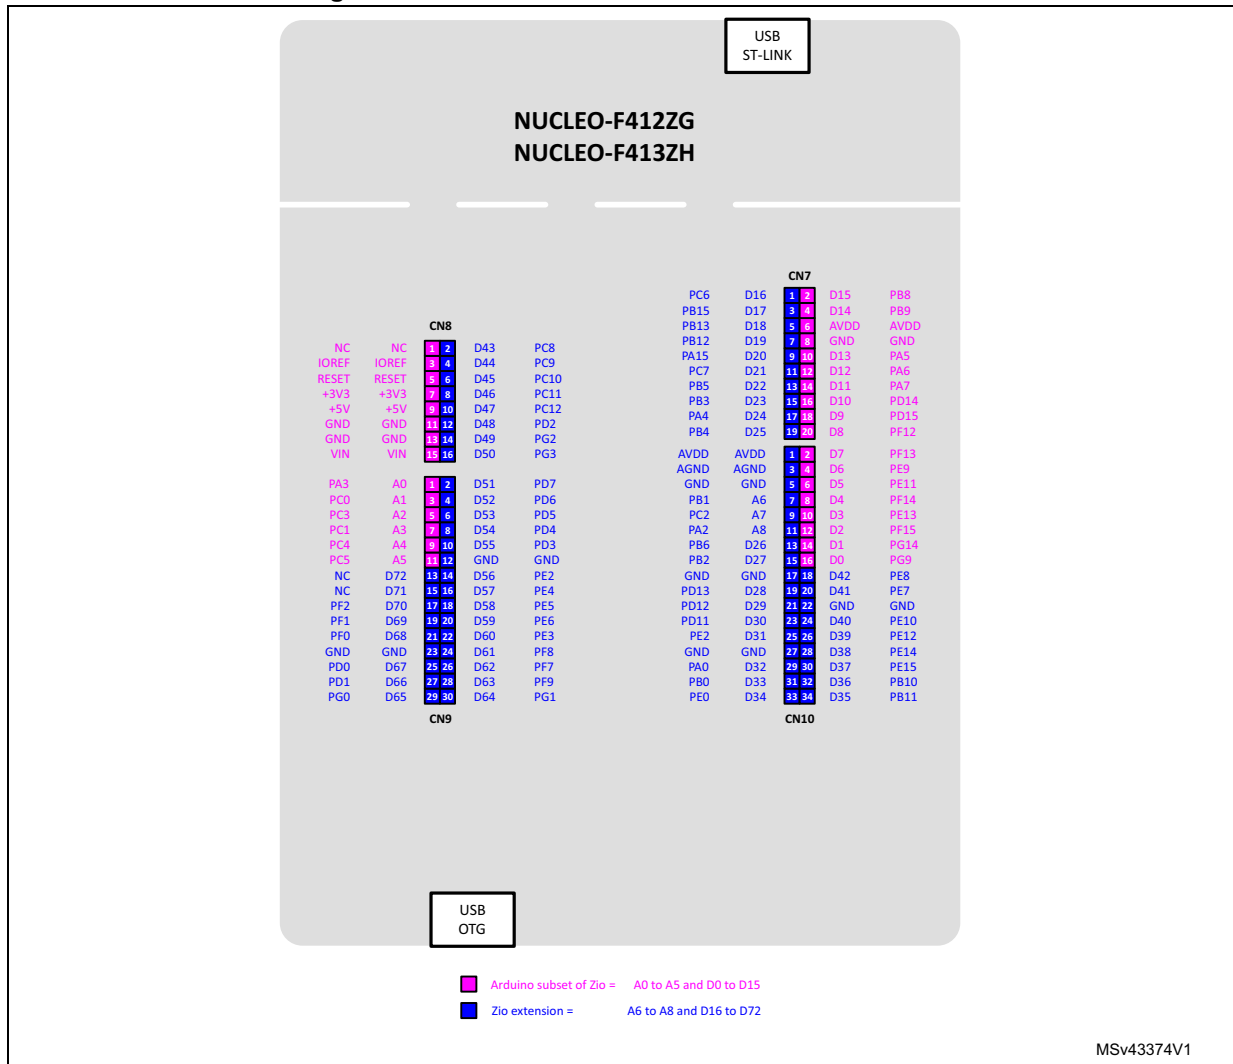 USB
ST-LINK
NUCLEO-F412ZG
NUCLEO-F413ZH
CN7
PC6 D16 1 2 D15 PB8
PB15 D17 3 4 D14 PB9
PB13 D18 5 6 AVDD AVDD
PB12 D19 7 8 GND GND
PA15 D20 9 10 D13 PA5
PC7 D21 11 12 D12 PA6
PB5 D22 13 14 D11 PA7
PB3 D23 15 16 D10 PD14
PA4 D24 17 18 D9 PD15
PB4 D25 19 20 D8 PF12
CN8
NC NC 1 2 D43 PC8
IOREF IOREF 3 4 D44 PC9
RESET RESET 5 6 D45 PC10
+3V3 +3V3 7 8 D46 PC11
+5V +5V 9 10 D47 PC12
GND GND 11 12 D48 PD2
GND GND 13 14 D49 PG2
VIN VIN 15 16 D50 PG3
PA3 A0 1 2 D51 PD7
PC0 A1 3 4 D52 PD6
PC3 A2 5 6 D53 PD5
PC1 A3 7 8 D54 PD4
PC4 A4 9 10 D55 PD3
PC5 A5 11 12 GND GND
NC D72 13 14 D56 PE2
NC D71 15 16 D57 PE4
PF2 D70 17 18 D58 PE5
PF1 D69 19 20 D59 PE6
PF0 D68 21 22 D60 PE3
GND GND 23 24 D61 PF8
PD0 D67 25 26 D62 PF7
PD1 D66 27 28 D63 PF9
PG0 D65 29 30 D64 PG1
CN9
AVDD AVDD 1 2 D7 PF13
AGND AGND 3 4 D6 PE9
GND GND 5 6 D5 PE11
PB1 A6 7 8 D4 PF14
PC2 A7 9 10 D3 PE13
PA2 A8 11 12 D2 PF15
PB6 D26 13 14 D1 PG14
PB2 D27 15 16 D0 PG9
GND GND 17 18 D42 PE8
PD13 D28 19 20 D41 PE7
PD12 D29 21 22 GND GND
PD11 D30 23 24 D40 PE10
PE2 D31 25 26 D39 PE12
GND GND 27 28 D38 PE14
PA0 D32 29 30 D37 PE15
PB0 D33 31 32 D36 PB10
PE0 D34 33 34 D35 PB11
CN10
USB
OTG
Arduino subset of Zio = A0 to A5 and D0 to D15
Zio extension = A6 to A8 and D16 to D72
MSv43374V1